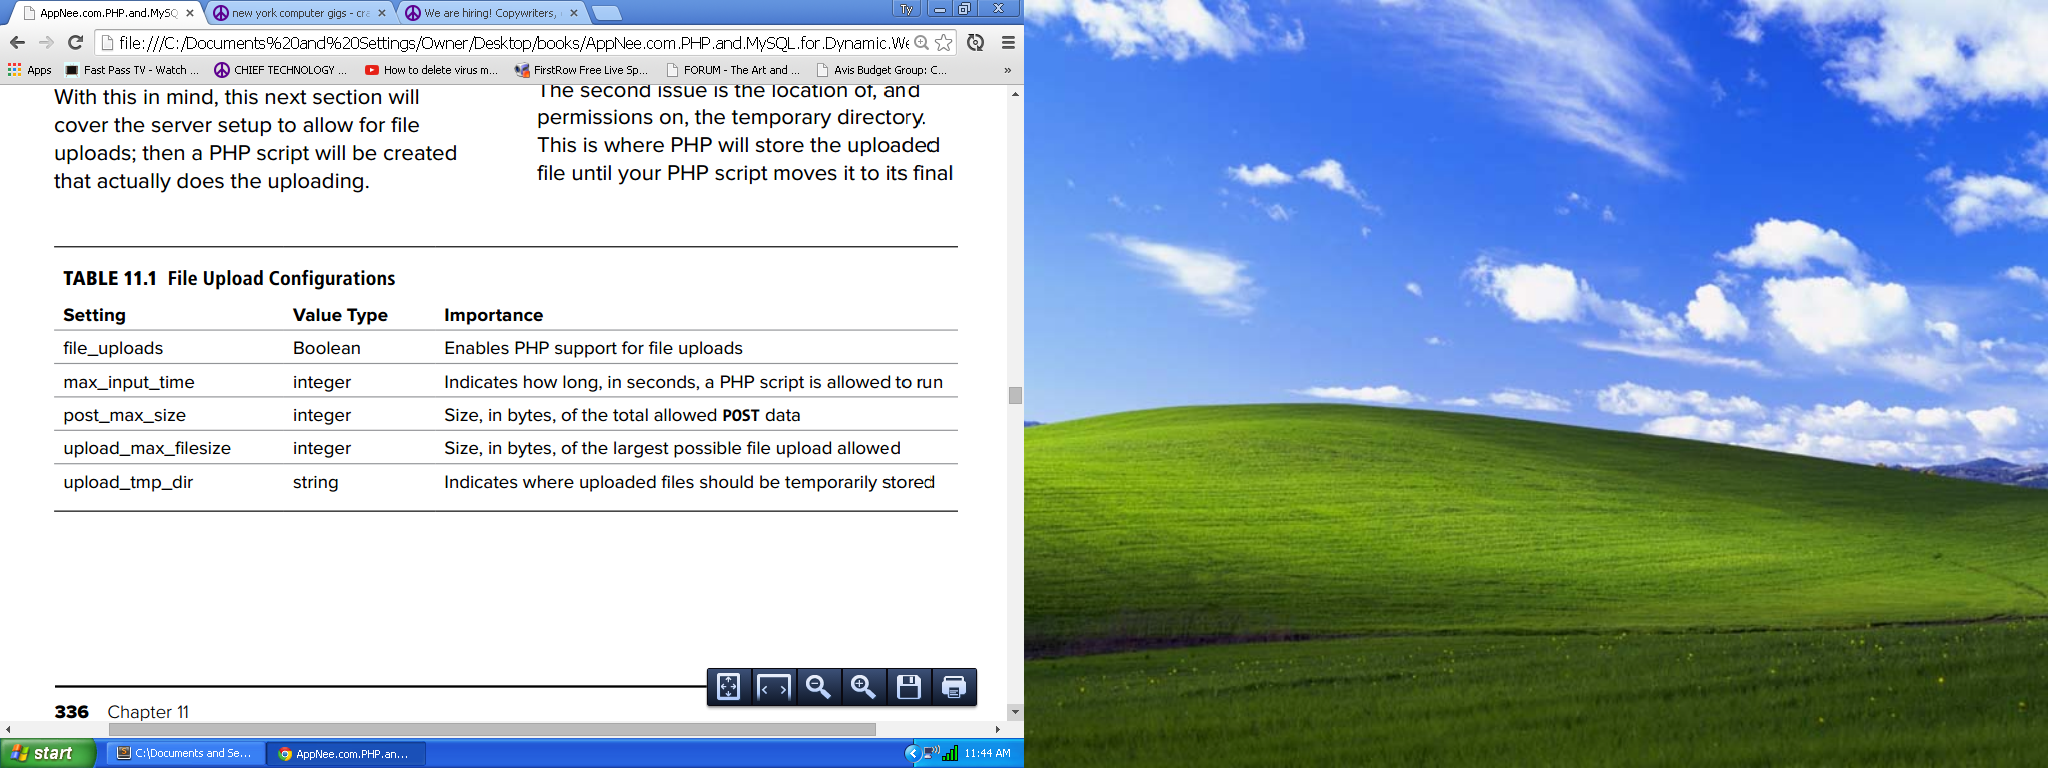 AppNee.com.PHP.and.MySQ
new york computer gigs - cra
We are hiring! Copywriters,
Ty
file:///C:/Documents%20and%20Settings/Owner/Desktop/books/AppNee.com.PHP.and.MySQL.for.Dynamic.We
Apps
Fast Pass TV - Watch ...
CHIEF TECHNOLOGY ...
How to delete virus m...
FirstRow Free Live Sp...
FORUM - The Art and ...
Avis Budget Group: C...
»
With this in mind, this next section will
cover the server setup to allow for file
uploads; then a PHP script will be created
that actually does the uploading.
The second issue is the location of, and
permissions on, the temporary directory.
This is where PHP will store the uploaded
file until your PHP script moves it to its final
TABLE 11.1 File Upload Configurations
Setting Value Type Importance
file_uploads Boolean Enables PHP support for file uploads
max_input_time integer Indicates how long, in seconds, a PHP script is allowed to run
post_max_size integer Size, in bytes, of the total allowed POST data
upload_max_filesize integer Size, in bytes, of the largest possible file upload allowed
upload_tmp_dir string Indicates where uploaded files should be temporarily stored
336 Chapter 11
start
C:\Documents and Se...
AppNee.com.PHP.an...
11:44 AM